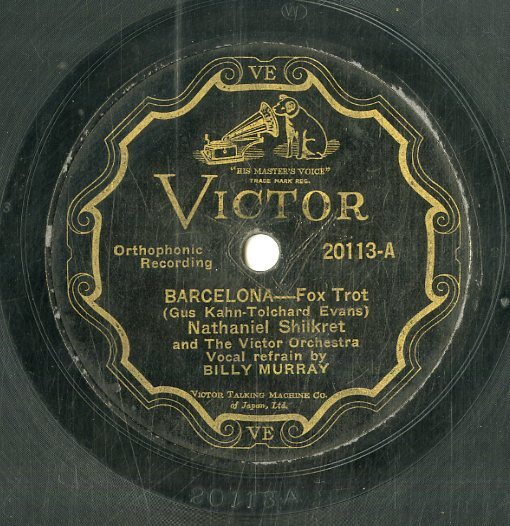 VE
"HIS MASTER'S VOICE"
TRADE MARK REG.
VICTOR
Orthophonic
Recording
20113-A
BARCELONA—Fox Trot
(Gus Kahn-Tolchard Evans)
Nathaniel Shilkret
and The Victor Orchestra
Vocal refrain by
BILLY MURRAY
VICTOR TALKING MACHINE CO.
of Japan, Ltd.
VE
20113A